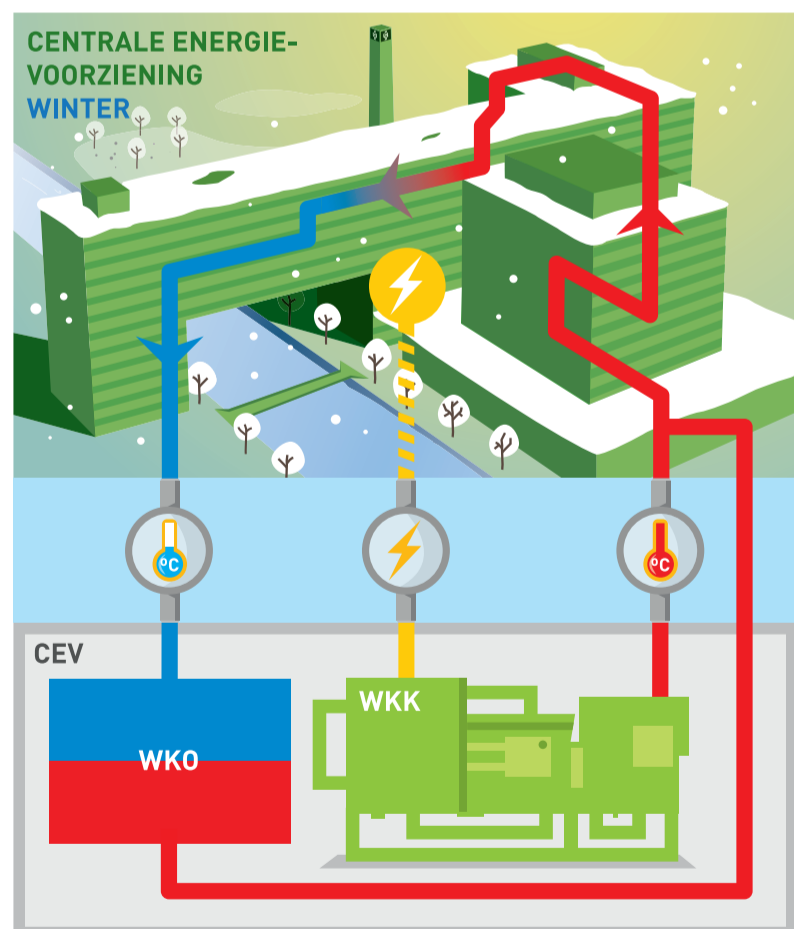 CENTRALE ENERGIE-
VOORZIENING
WINTER
°C
°C
CEV
WKK
WKO